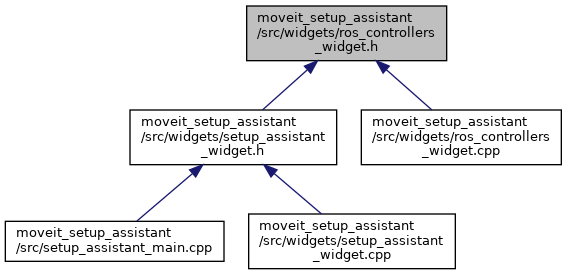 moveit_setup_assistant
/src/widgets/ros_controllers
_widget.h
moveit_setup_assistant
/src/widgets/setup_assistant
_widget.h
moveit_setup_assistant
/src/widgets/ros_controllers
_widget.cpp
moveit_setup_assistant
/src/setup_assistant_main.cpp
moveit_setup_assistant
/src/widgets/setup_assistant
_widget.cpp